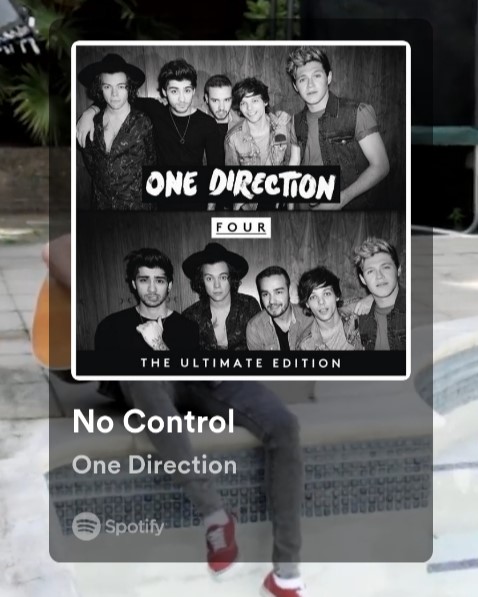 ONE DIRECTION
FOUR
THE ULTIMATE EDITION
No Control
One Direction
Spotify